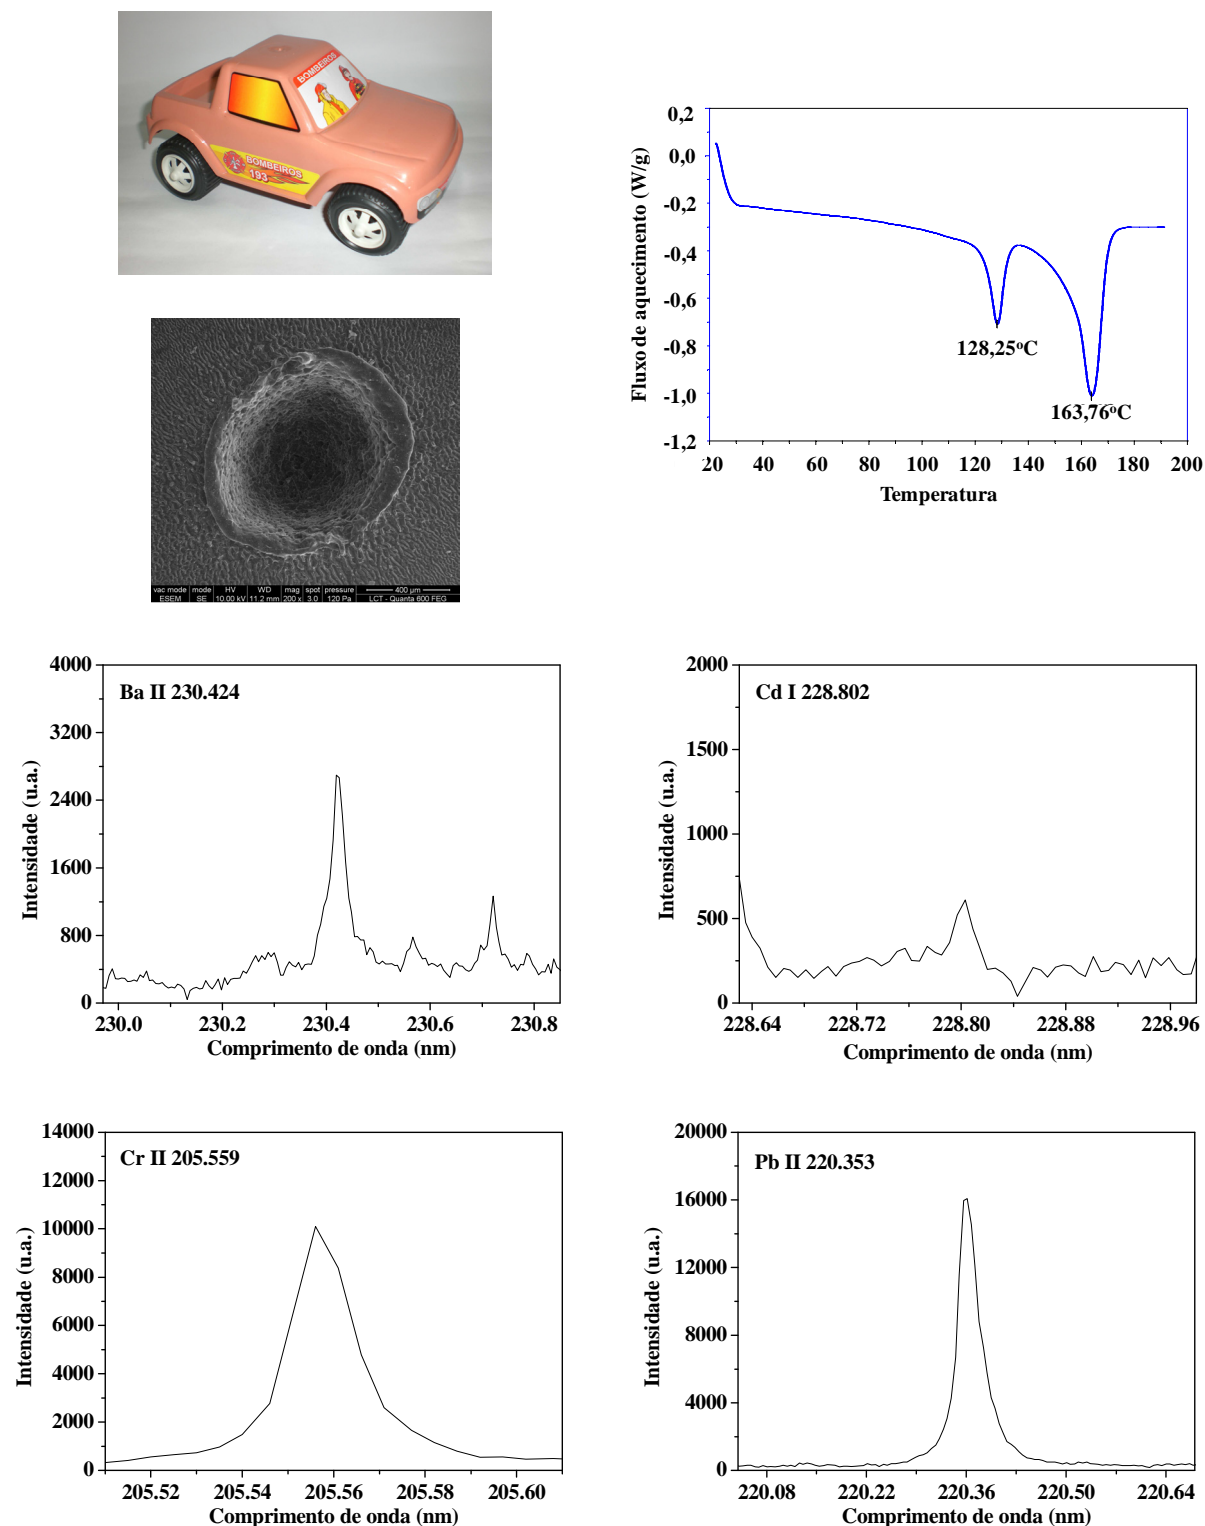 BOMBEIROS
BOMBEIROS
193
0,2
0,0
-0,2
-0,4
-0,6
-0,8
-1,0
-1,2
Fluxo de aquecimento (W/g)
128,25ºC
163,76ºC
20 40 60 80 100 120 140 160 180 200
Temperatura
vac mode mode HV WD mag spot pressure 400 µm
ESEM SE 10.00 kV 11.2 mm 200 x 3.0 120 Pa LCT - Quanta 600 FEG
Ba II 230.424
4000
3200
2400
1600
800
0
Intensidade (u.a.)
230.0 230.2 230.4 230.6 230.8
Comprimento de onda (nm)
Cd I 228.802
2000
1500
1000
500
0
Intensidade (u.a.)
228.64 228.72 228.80 228.88 228.96
Comprimento de onda (nm)
Cr II 205.559
14000
12000
10000
8000
6000
4000
2000
0
Intensidade (u.a.)
205.52 205.54 205.56 205.58 205.60
Comprimento de onda (nm)
Pb II 220.353
20000
16000
12000
8000
4000
0
Intensidade (u.a.)
220.08 220.22 220.36 220.50 220.64
Comprimento de onda (nm)